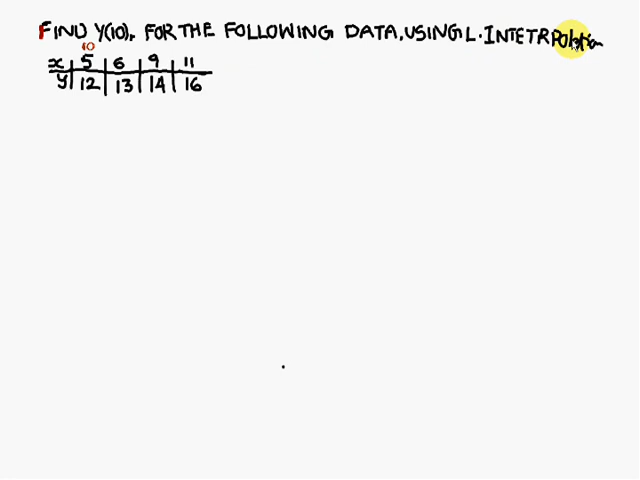 FIND Y(10), FOR THE FOLLOWING DATA, USING L. INTETRPolation
10
x 5 6 9 11
y 12 13 14 16